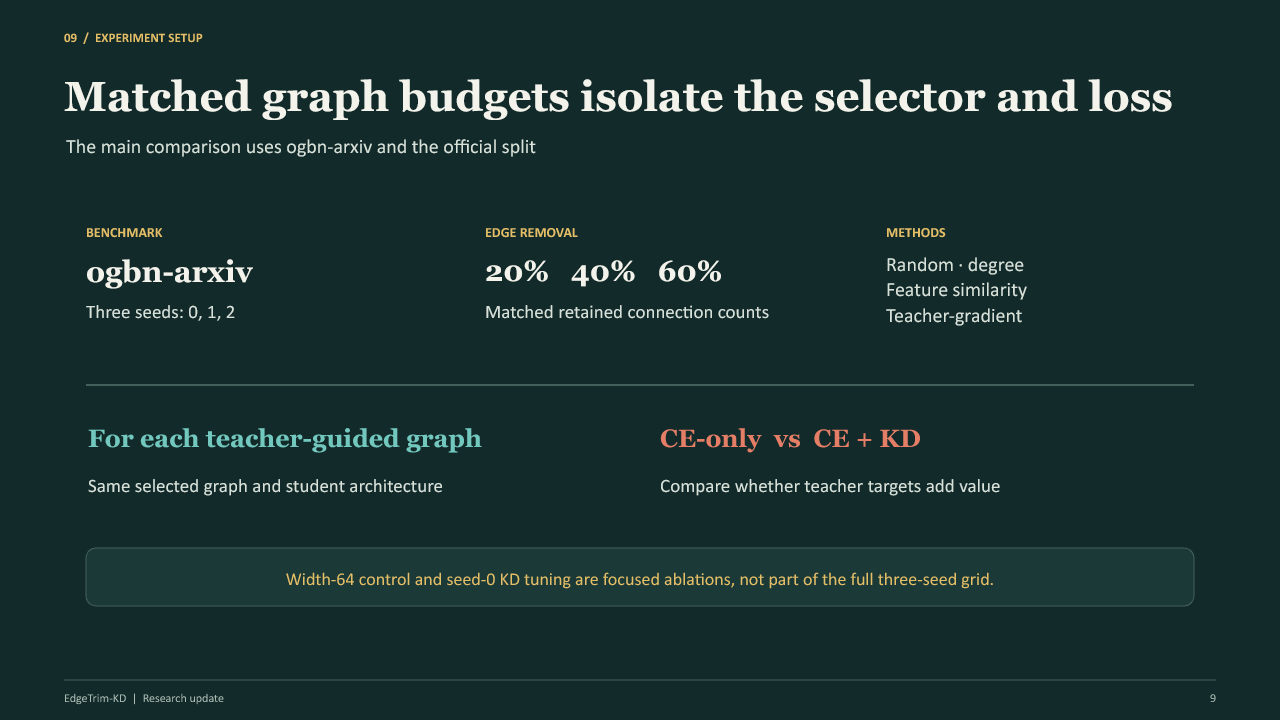 09 / EXPERIMENT SETUP
Matched graph budgets isolate the selector and loss
The main comparison uses ogbn-arxiv and the official split
BENCHMARK
ogbn-arxiv
Three seeds: 0, 1, 2
EDGE REMOVAL
20% 40% 60%
Matched retained connection counts
METHODS
Random · degree
Feature similarity
Teacher-gradient
For each teacher-guided graph
Same selected graph and student architecture
CE-only vs CE + KD
Compare whether teacher targets add value
Width-64 control and seed-0 KD tuning are focused ablations, not part of the full three-seed grid.
EdgeTrim-KD | Research update
9